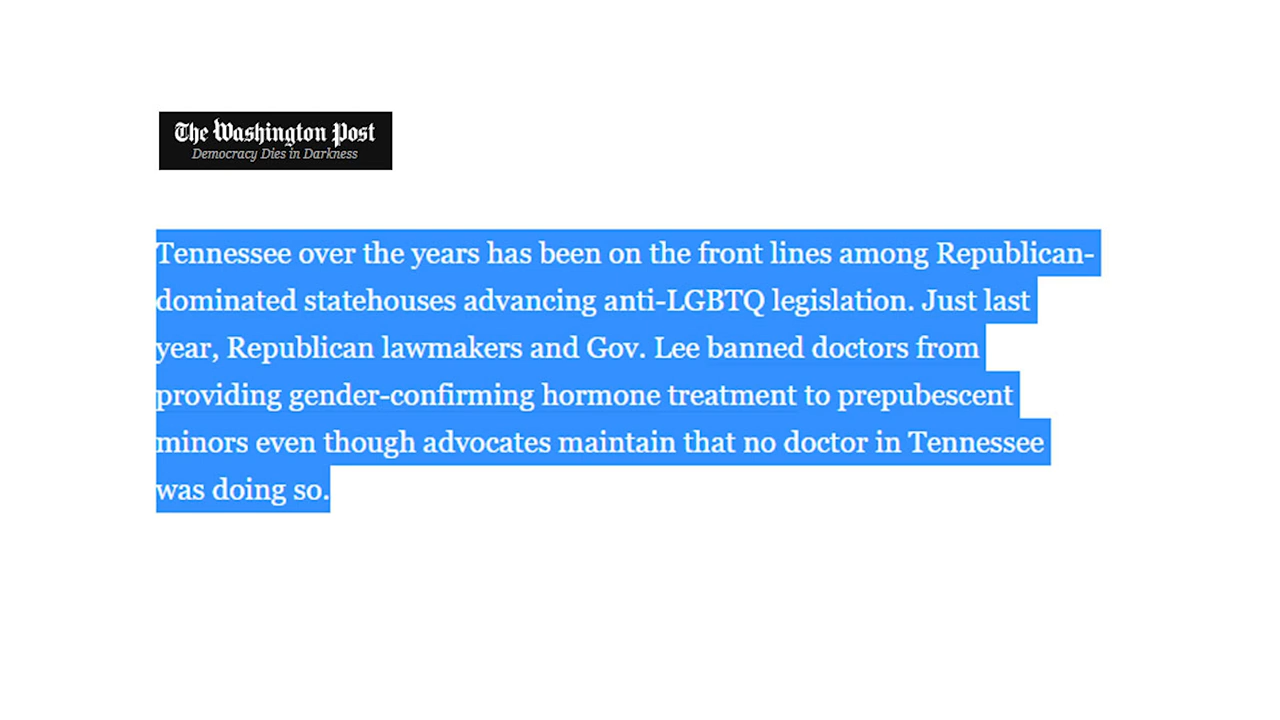 The Washington Post
Democracy Dies in Darkness
Tennessee over the years has been on the front lines among Republican-
dominated statehouses advancing anti-LGBTQ legislation. Just last
year, Republican lawmakers and Gov. Lee banned doctors from
providing gender-confirming hormone treatment to prepubescent
minors even though advocates maintain that no doctor in Tennessee
was doing so.